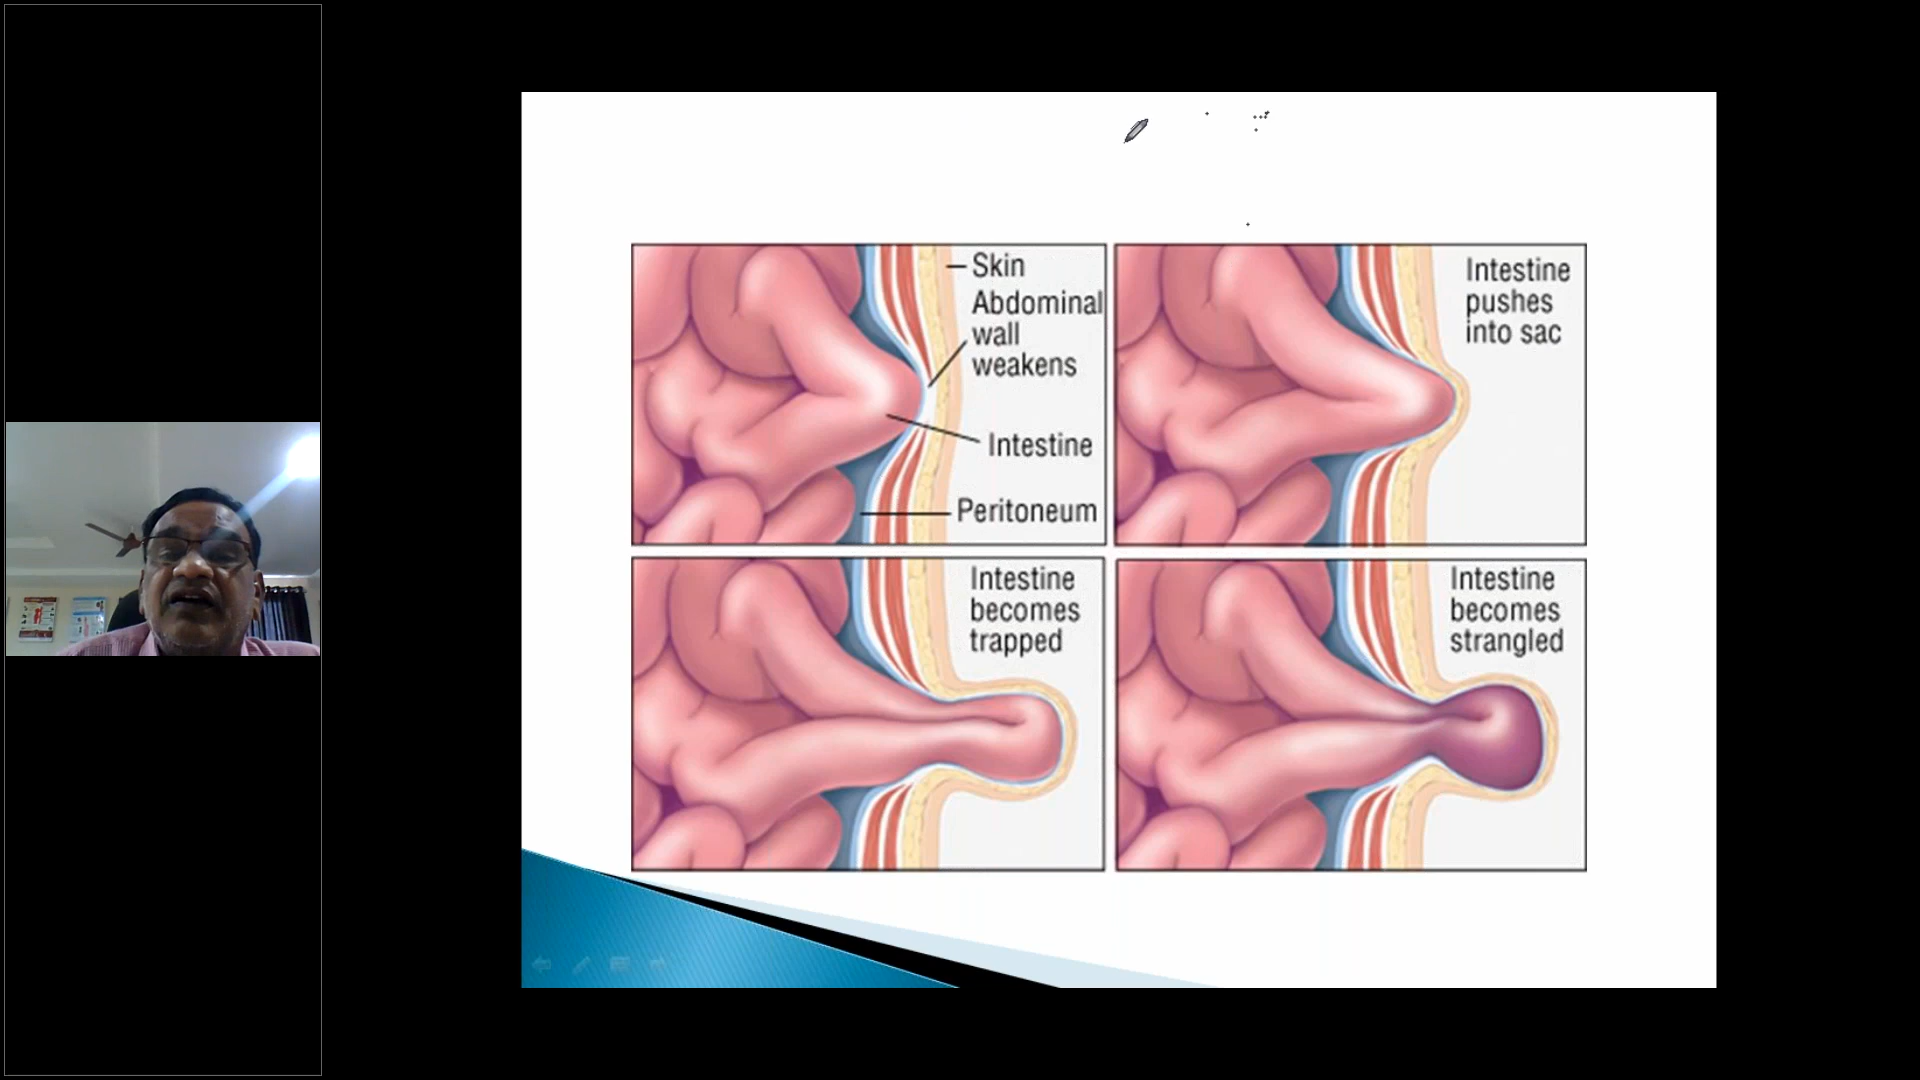 Skin
Abdominal
wall
weakens
Intestine
Peritoneum
Intestine
pushes
into sac
Intestine
becomes
trapped
Intestine
becomes
strangled